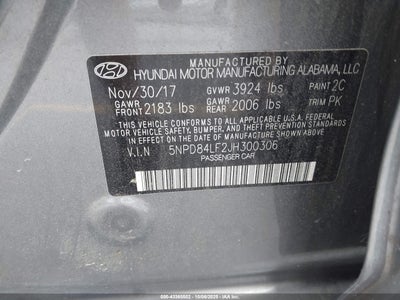 MANUFACTURED BY
HYUNDAI MOTOR MANUFACTURING ALABAMA, LLC
Nov/30/17 GVWR 3924 lbs PAINT 2C
GAWR FRONT 2183 lbs GAWR REAR 2006 lbs TRIM PK
THIS VEHICLE CONFORMS TO ALL APPLICABLE U.S.A. FEDERAL
MOTOR VEHICLE SAFETY, BUMPER, AND THEFT PREVENTION
STANDARDS IN EFFECT ON THE DATE OF MANUFACTURE SHOWN ABOVE.
V.I.N 5NPD84LF2JH300306
PASSENGER CAR